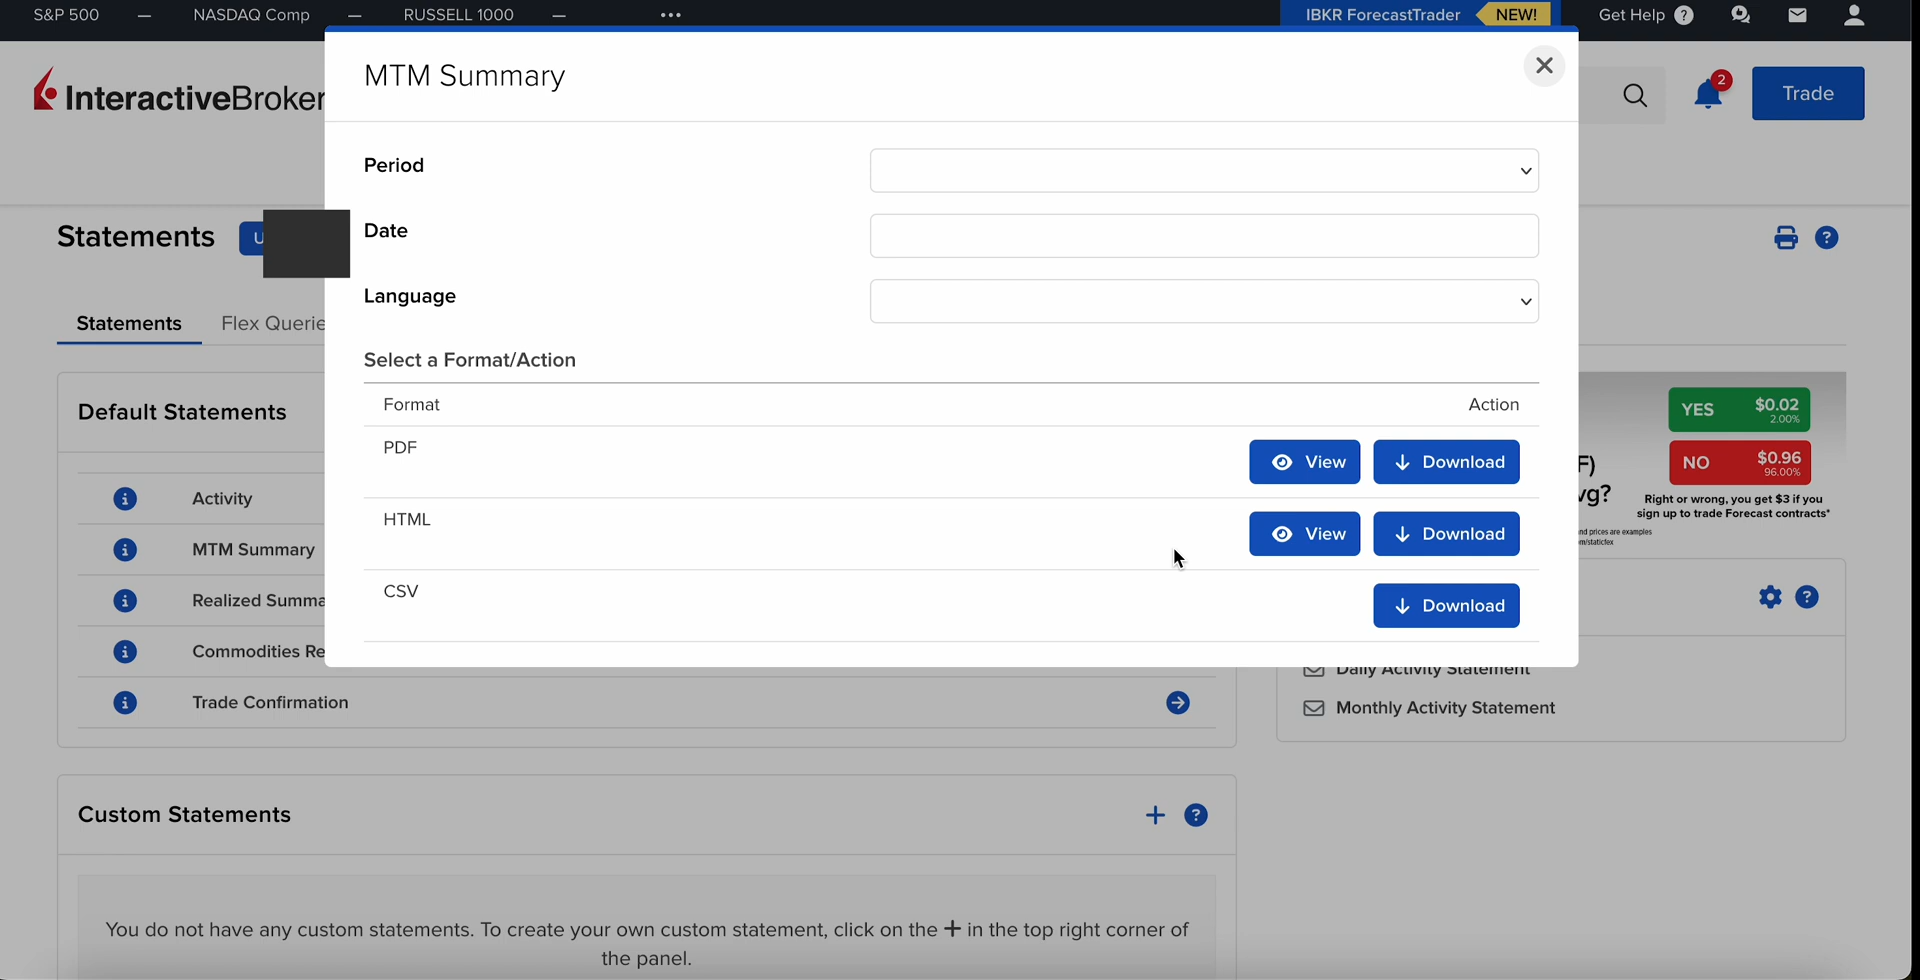 S&P 500 — NASDAQ Comp — RUSSELL 1000 — •••
IBKR ForecastTrader NEW! Get Help ?
InteractiveBroker
2
Trade
MTM Summary
Period
Date
Language
Select a Format/Action
Format Action
PDF View Download
HTML View Download
CSV Download
Statements U
?
Statements Flex Querie
Default Statements
Activity
MTM Summary
Realized Summa
Commodities Re
Trade Confirmation
YES $0.02
2.00%
NO $0.96
96.00%
F)
vg?
Right or wrong, you get $3 if you
sign up to trade Forecast contracts*
nd prices are examples
?
Daily Activity Statement
Monthly Activity Statement
Custom Statements + ?
You do not have any custom statements. To create your own custom statement, click on the + in the top right corner of
the panel.